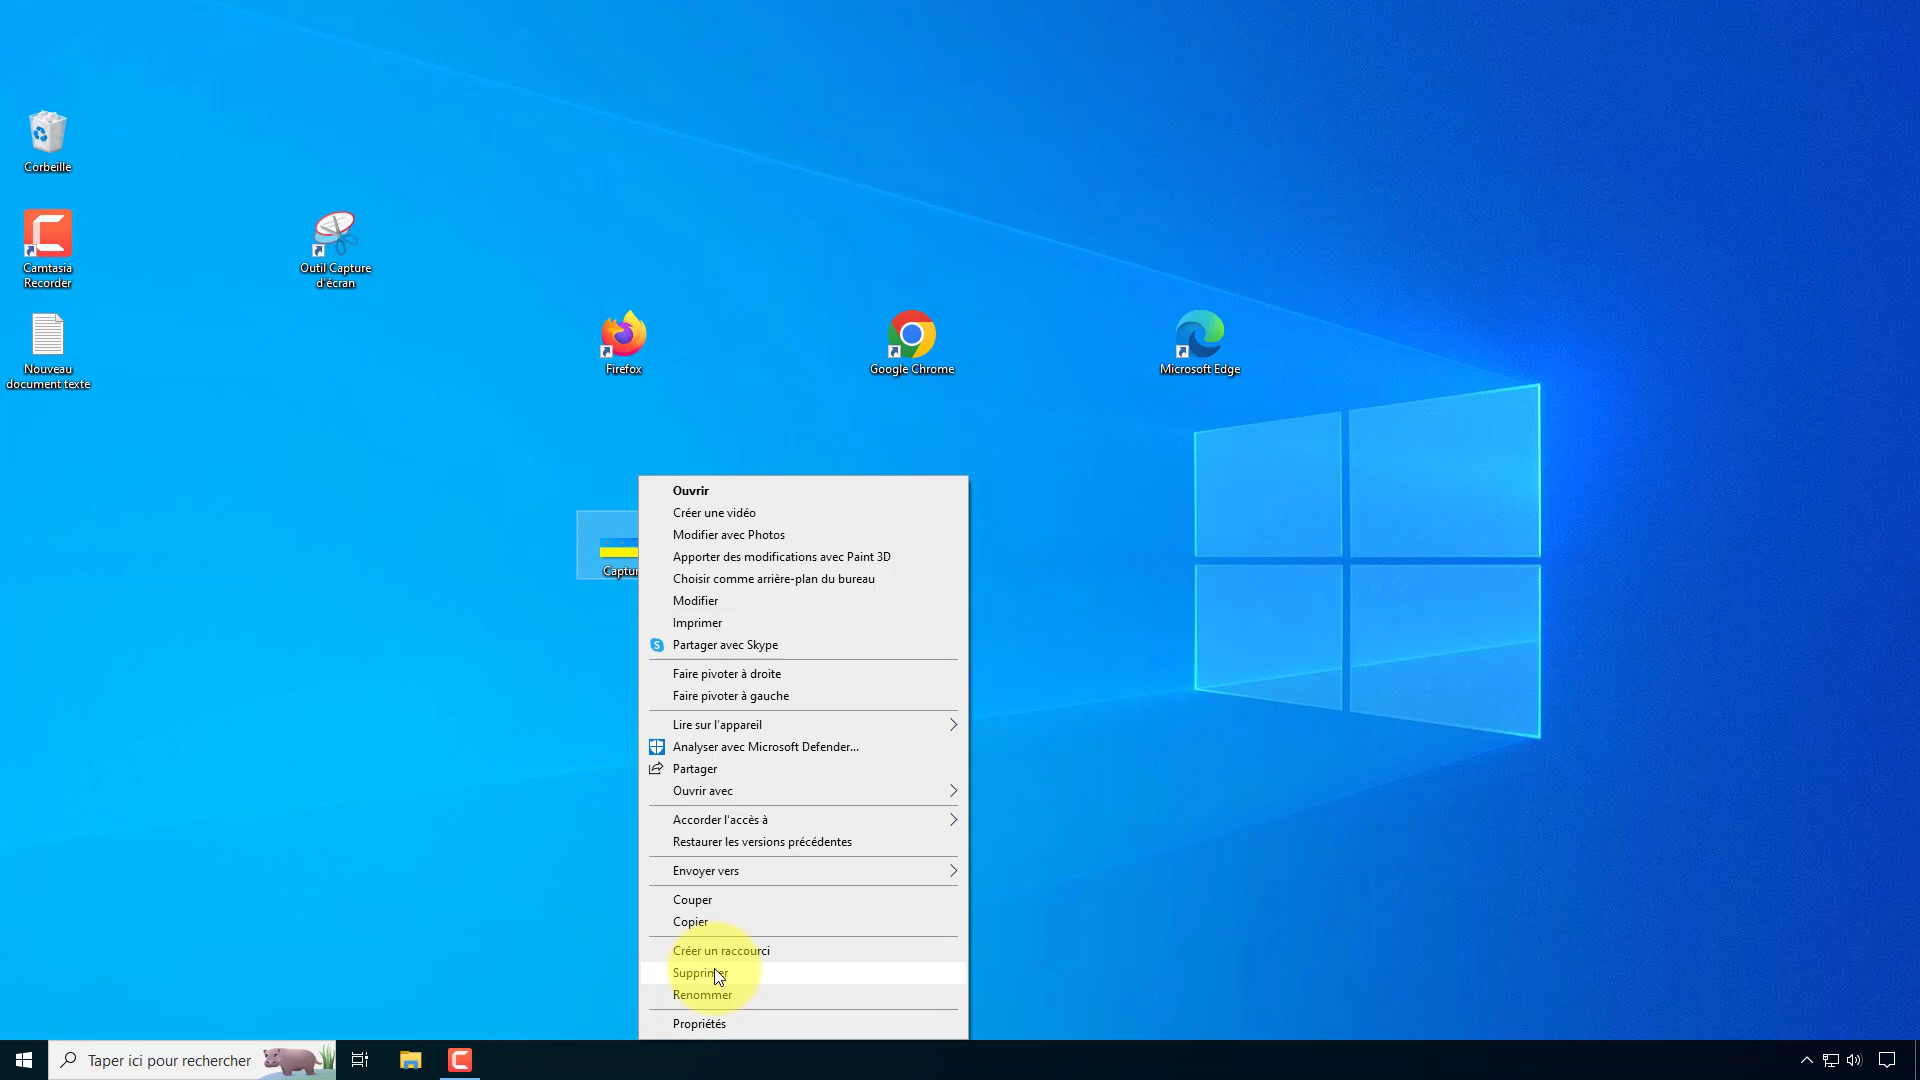 Corbeille
Camtasia
Recorder
Outil Capture
d'écran
Nouveau
document texte
Firefox
Google Chrome
Microsoft Edge
Ouvrir
Créer une vidéo
Modifier avec Photos
Apporter des modifications avec Paint 3D
Choisir comme arrière-plan du bureau
Modifier
Imprimer
Partager avec Skype
Faire pivoter à droite
Faire pivoter à gauche
Lire sur l'appareil
Analyser avec Microsoft Defender...
Partager
Ouvrir avec
Accorder l'accès à
Restaurer les versions précédentes
Envoyer vers
Couper
Copier
Créer un raccourci
Supprimer
Renommer
Propriétés
Taper ici pour rechercher